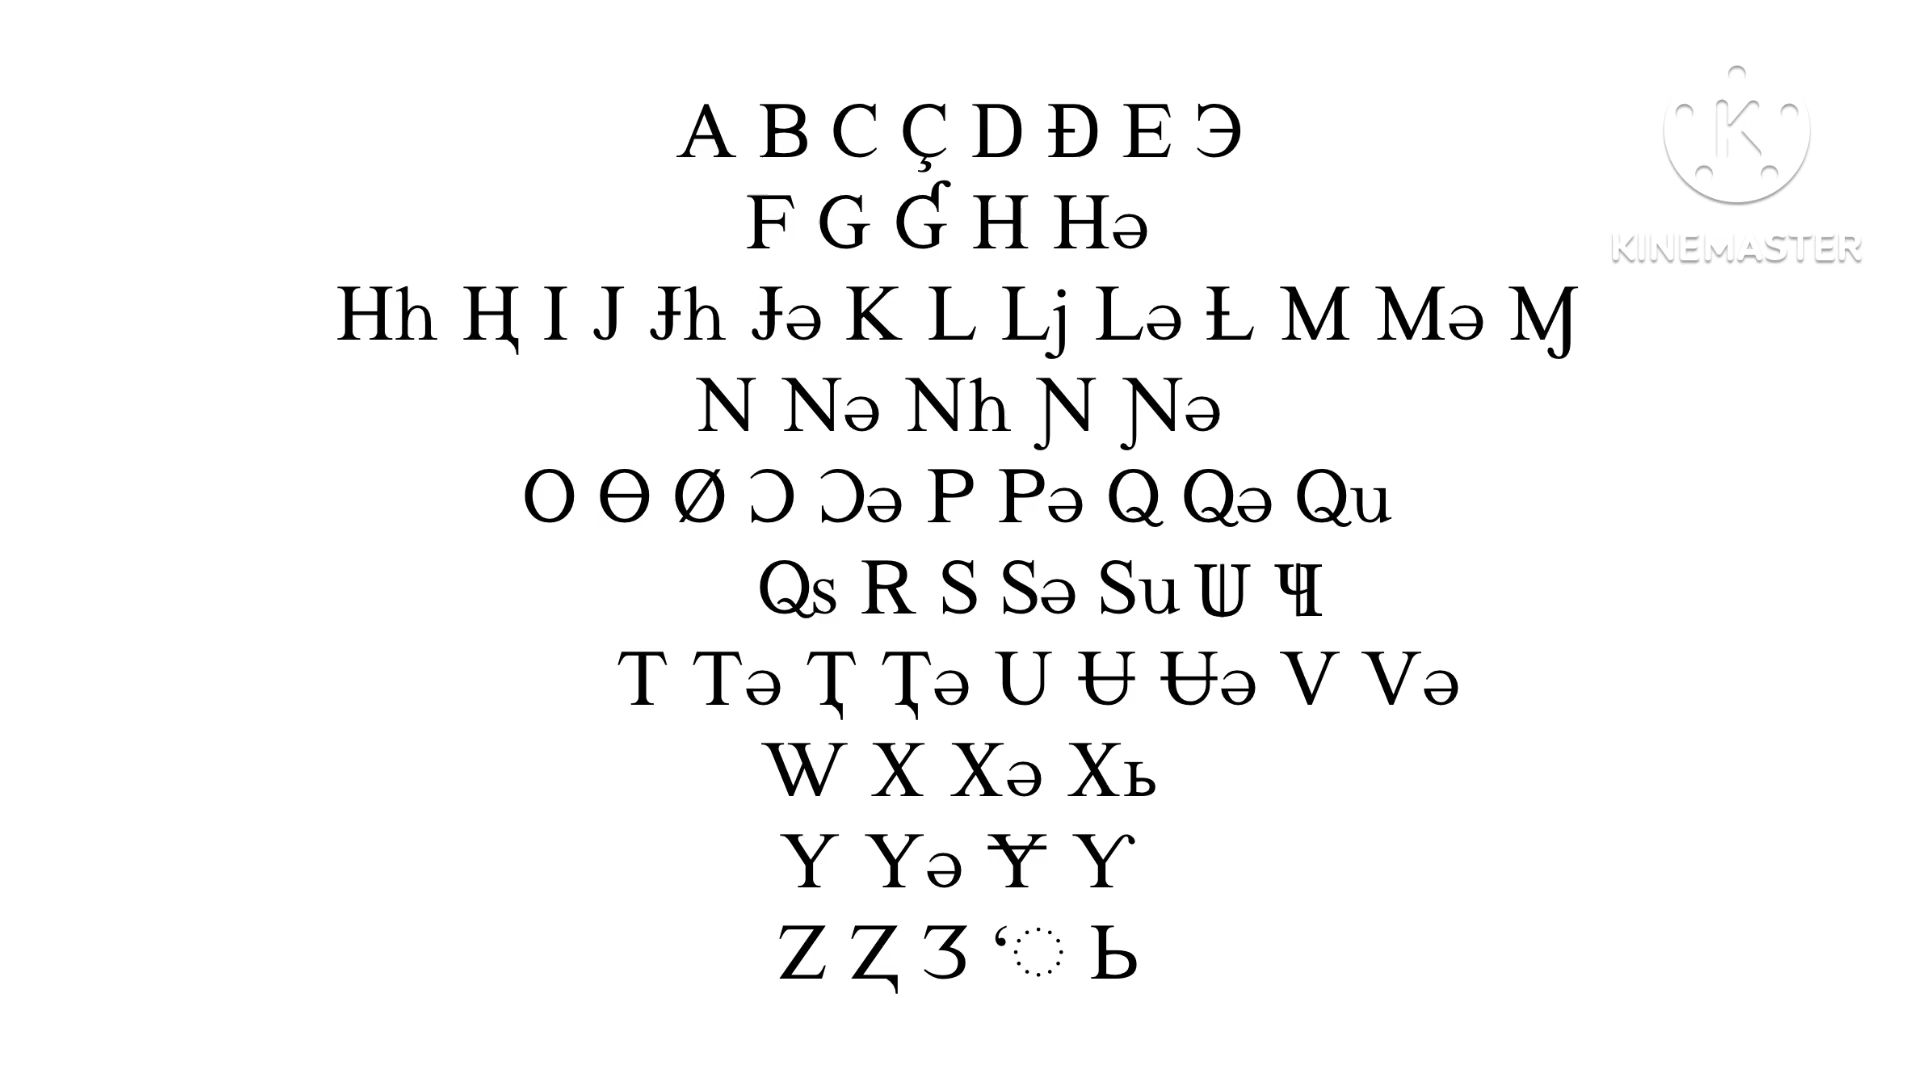 A B C Ç D Ð E Э
F G Ɠ H Hə
Hh Ⱨ I J Ɉh Ɉə K L Lj Lə Ƚ M Mə Ɱ
N Nə Nh Ɲ Ɲə
O Ɵ Ø Ɔ Ɔə P Pə Q Qə Qu
Qs R S Sə Su
T Tə Ț Țə U Ʉ Ʉə V Və
W X Xə Xь
Y Yə Ɏ Ƴ
Z Ⱬ Ʒ ʻ◌ Ь
KINEMASTER